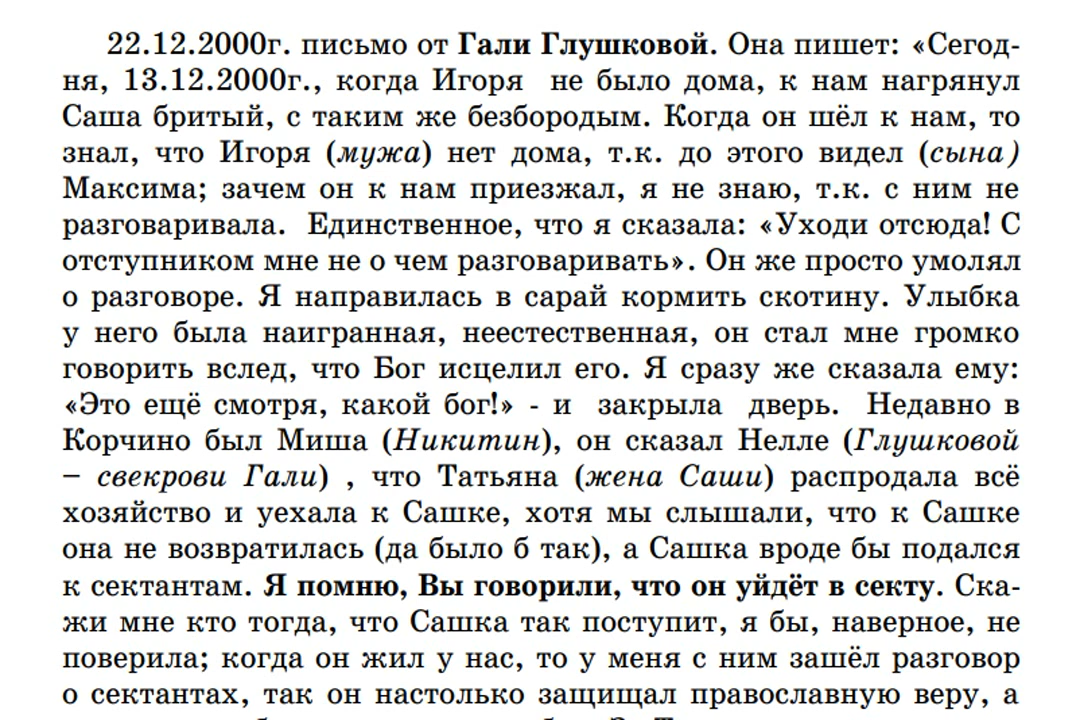 22.12.2000г. письмо от Гали Глушковой. Она пишет: «Сегод-
ня, 13.12.2000г., когда Игоря не было дома, к нам нагрянул
Саша бритый, с таким же безбородым. Когда он шёл к нам, то
знал, что Игоря (мужа) нет дома, т.к. до этого видел (сына)
Максима; зачем он к нам приезжал, я не знаю, т.к. с ним не
разговаривала. Единственное, что я сказала: «Уходи отсюда! С
отступником мне не о чем разговаривать». Он же просто умолял
о разговоре. Я направилась в сарай кормить скотину. Улыбка
у него была наигранная, неестественная, он стал мне громко
говорить вслед, что Бог исцелил его. Я сразу же сказала ему:
«Это ещё смотря, какой бог!» - и закрыла дверь. Недавно в
Корчино был Миша (Никитин), он сказал Нелле (Глушковой
– свекрови Гали) , что Татьяна (жена Саши) распродала всё
хозяйство и уехала к Сашке, хотя мы слышали, что к Сашке
она не возвратилась (да было б так), а Сашка вроде бы подался
к сектантам. Я помню, Вы говорили, что он уйдёт в секту. Ска-
жи мне кто тогда, что Сашка так поступит, я бы, наверное, не
поверила; когда он жил у нас, то у меня с ним зашёл разговор
о сектантах, так он настолько защищал православную веру, а